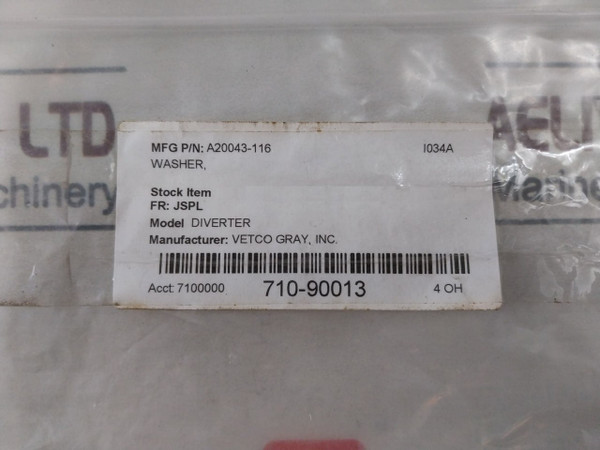 LTD
chinery
MFG P/N: A20043-116 I034A
WASHER,
Stock Item
FR: JSPL
Model DIVERTER
Manufacturer: VETCO GRAY, INC.
Acct: 7100000 710-90013 4 OH